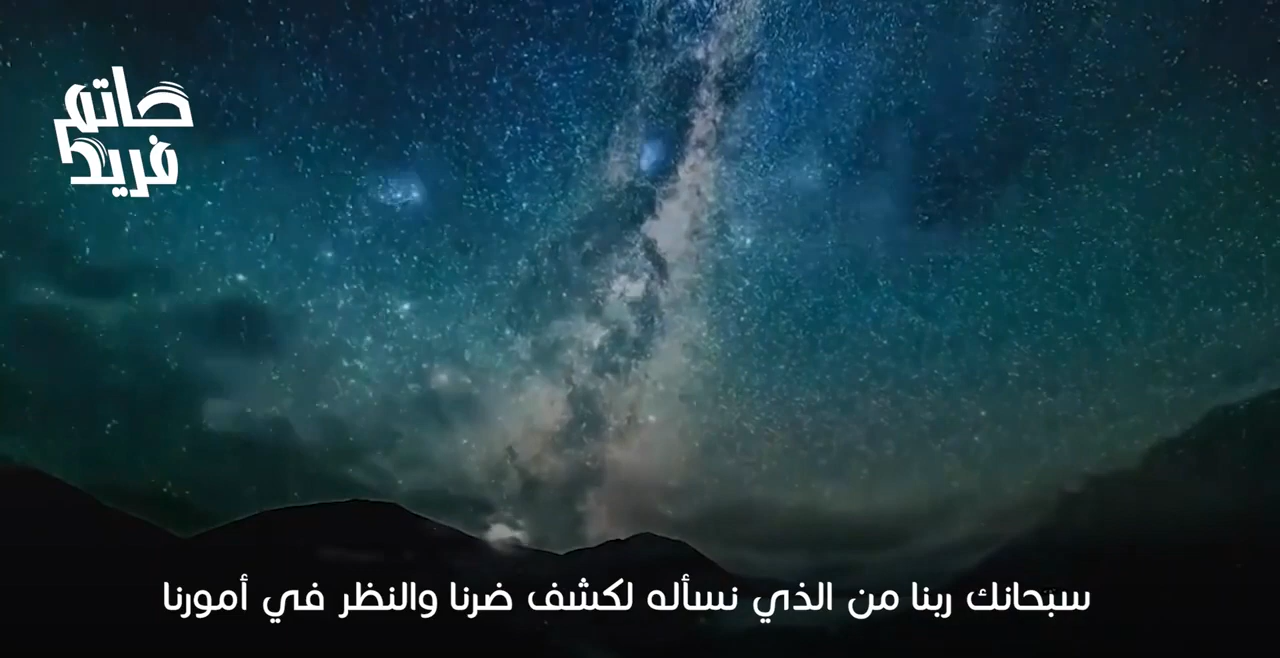 حاتم
فريد
سبحانك ربنا من الذي نسأله لكشف ضرنا والنظر في أمورنا